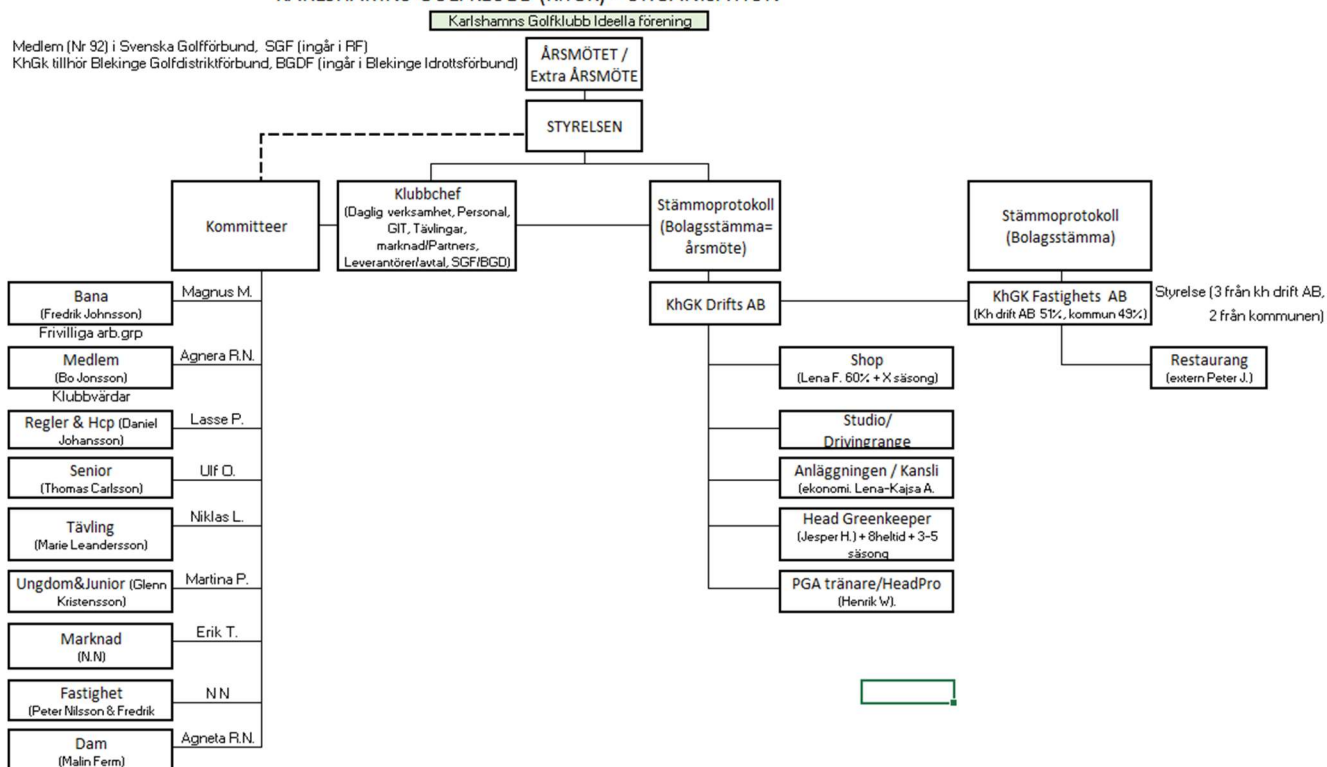 Karlshamns Golfklubb Ideella förening
Medlem (Nr 92) i Svenska Golfförbund, SGF (ingår i RF)
KhGk tillhör Blekinge Golfdistriktförbund, BGDF (ingår i Blekinge Idrottsförbund)
ÅRSMÖTET /
Extra ÅRSMÖTE
STYRELSEN
Kommitteer
Klubbchef
(Daglig verksamhet, Personal,
GIT, Tävlingar,
marknad/Partners,
Leverantörer/avtal, SGF/BGD)
Stämmoprotokoll
(Bolagsstämma=
årsmöte)
Stämmoprotokoll
(Bolagsstämma)
KhGK Drifts AB
KhGK Fastighets AB
(Kh drift AB 51%, kommun 49%)
Styrelse (3 från kh drift AB,
2 från kommunen)
Bana
(Fredrik Johnsson)
Magnus M.
Frivilliga arb.grp
Medlem
(Bo Jonsson)
Agnera R.N.
Klubbvärdar
Regler & Hcp (Daniel
Johansson)
Lasse P.
Senior
(Thomas Carlsson)
Ulf O.
Tävling
(Marie Leandersson)
Niklas L.
Ungdom&Junior (Glenn
Kristensson)
Martina P.
Marknad
(N.N)
Erik T.
Fastighet
(Peter Nilsson & Fredrik
N N
Dam
(Malin Ferm)
Agneta R.N.
Shop
(Lena F. 60% + X säsong)
Studio/
Drivingrange
Anläggningen / Kansli
(ekonomi. Lena-Kajsa A.
Head Greenkeeper
(Jesper H.) + 8heltid + 3-5
säsong
PGA tränare/HeadPro
(Henrik W).
Restaurang
(extern Peter J.)